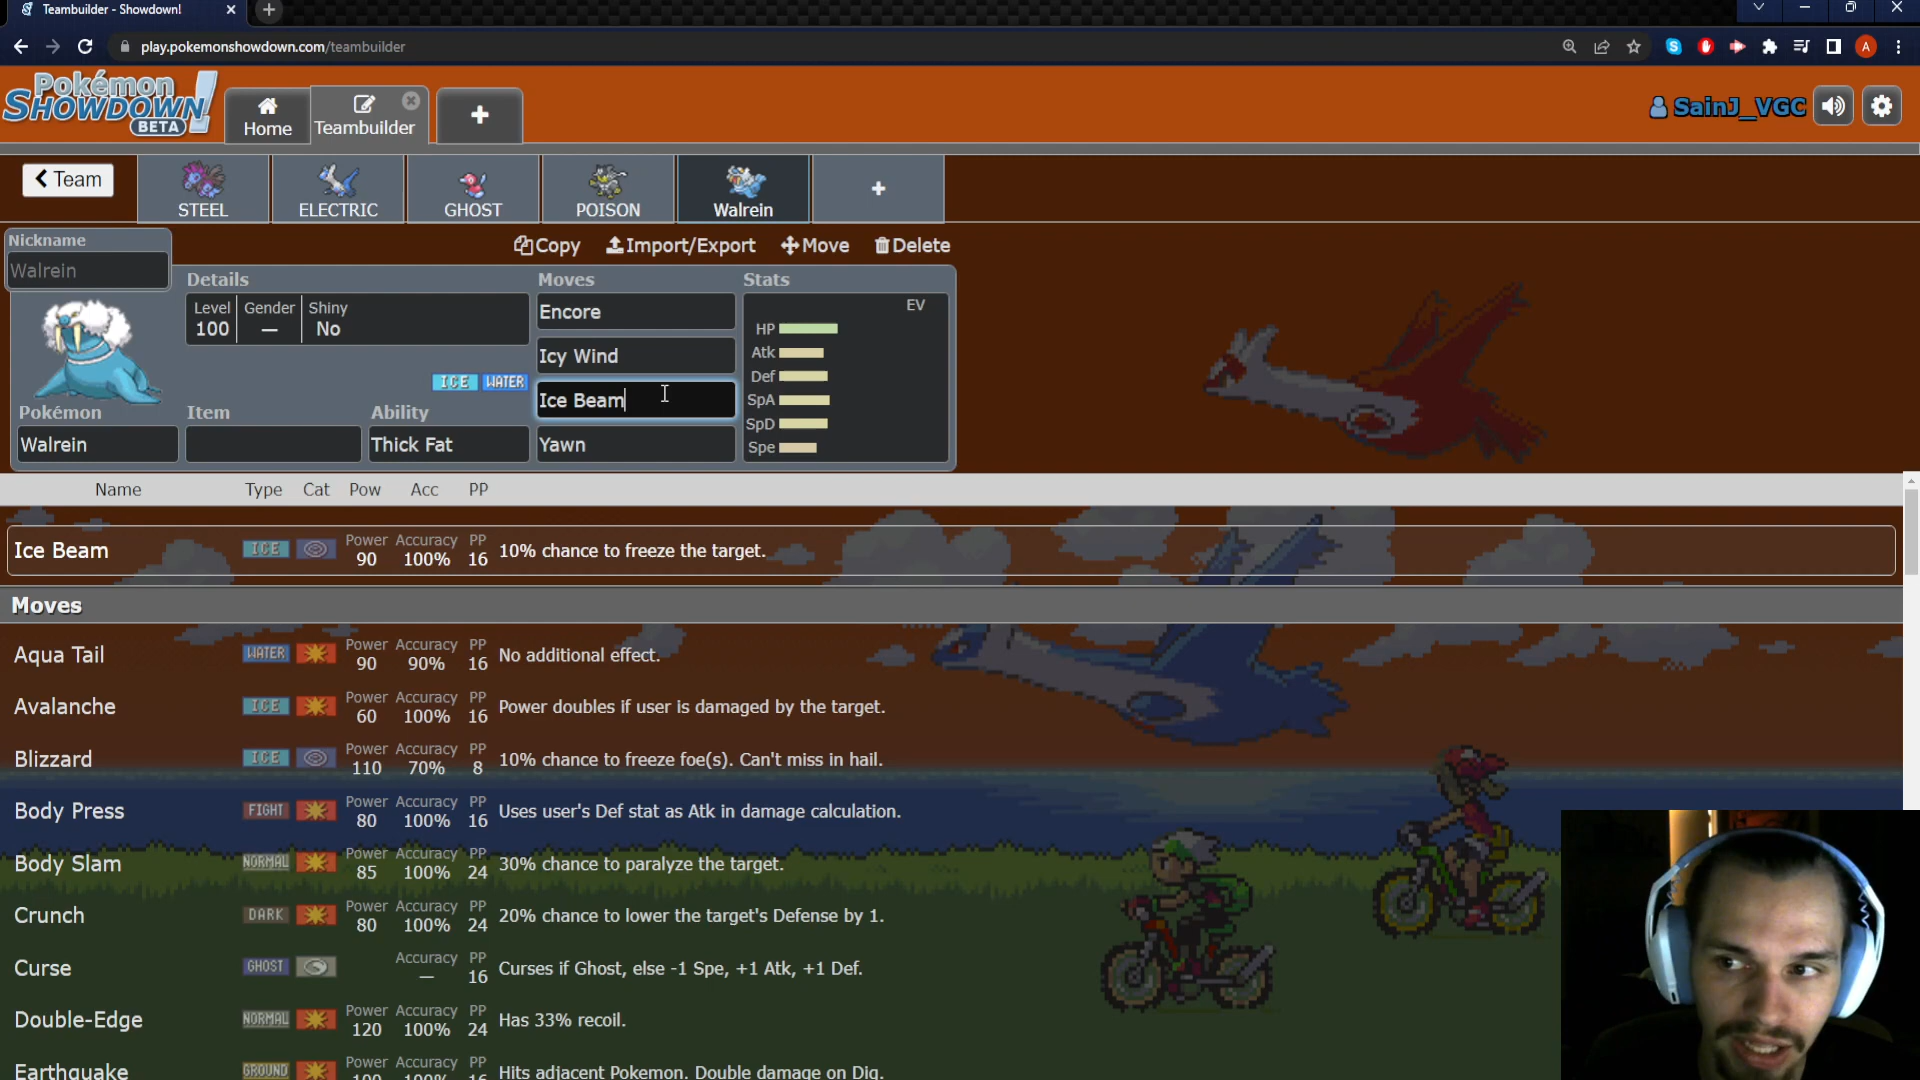 Teambuilder - Showdown!
play.pokemonshowdown.com/teambuilder
A
Pokémon
SHOWDOWN!
BETA
Home
Teambuilder
SainJ_VGC
Team
STEEL
ELECTRIC
GHOST
POISON
Walrein
Copy
Import/Export
Move
Delete
Nickname
Walrein
Details
Level
100
Gender
—
Shiny
No
ICE
WATER
Pokémon
Walrein
Item
Ability
Thick Fat
Moves
Encore
Icy Wind
Ice Beam
Yawn
Stats
EV
HP
Atk
Def
SpA
SpD
Spe
Name Type Cat Pow Acc PP
Ice Beam ICE Power 90 Accuracy 100% PP 16 10% chance to freeze the target.
Moves
Aqua Tail WATER Power 90 Accuracy 90% PP 16 No additional effect.
Avalanche ICE Power 60 Accuracy 100% PP 16 Power doubles if user is damaged by the target.
Blizzard ICE Power 110 Accuracy 70% PP 8 10% chance to freeze foe(s). Can't miss in hail.
Body Press FIGHT Power 80 Accuracy 100% PP 16 Uses user's Def stat as Atk in damage calculation.
Body Slam NORMAL Power 85 Accuracy 100% PP 24 30% chance to paralyze the target.
Crunch DARK Power 80 Accuracy 100% PP 24 20% chance to lower the target's Defense by 1.
Curse GHOST Accuracy — PP 16 Curses if Ghost, else -1 Spe, +1 Atk, +1 Def.
Double-Edge NORMAL Power 120 Accuracy 100% PP 24 Has 33% recoil.
Earthquake GROUND Power 100 Accuracy 100% PP 16 Hits adjacent Pokemon. Double damage on Dig.